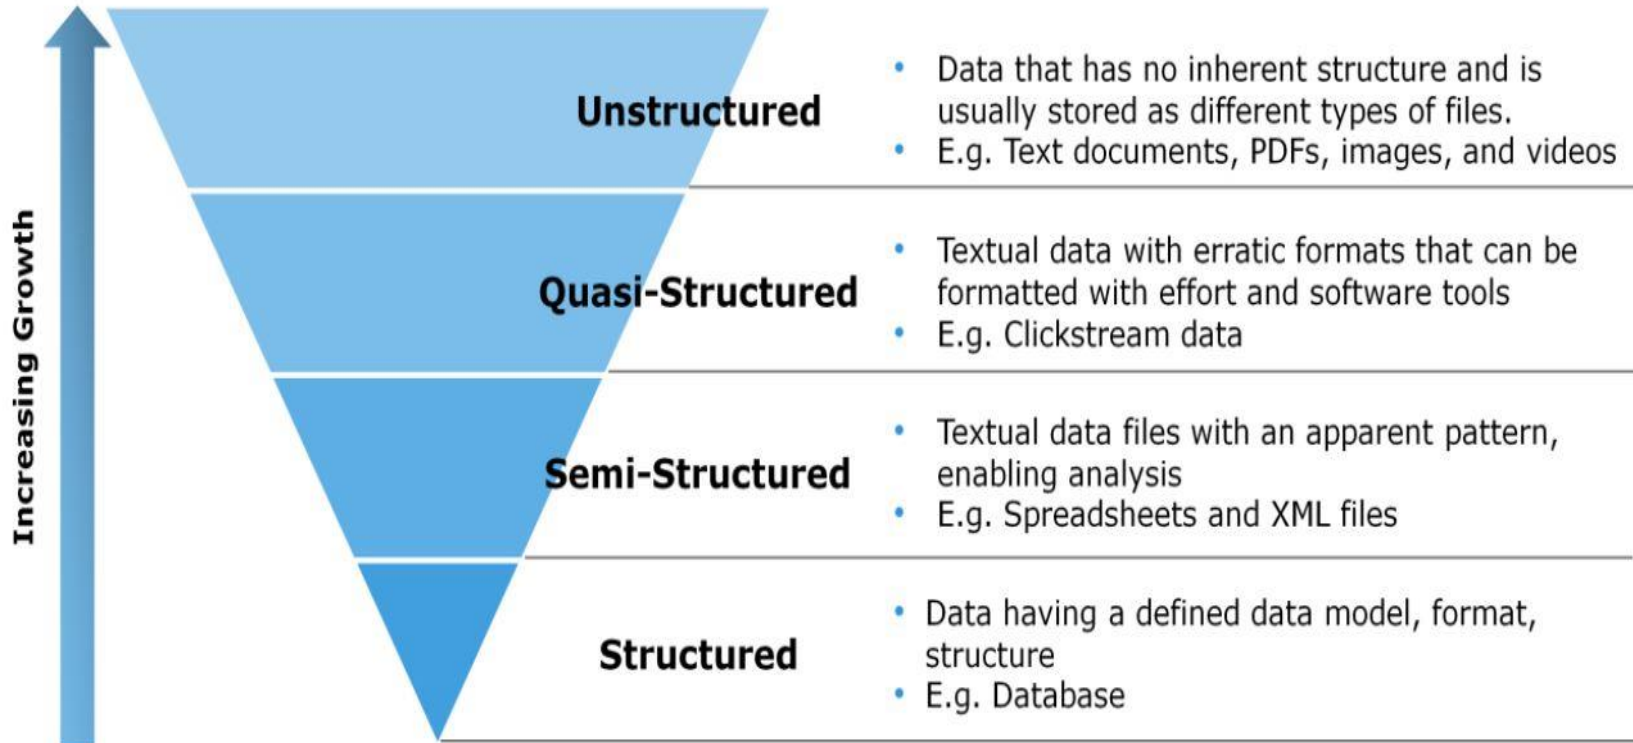 Increasing Growth
Unstructured
• Data that has no inherent structure and is
usually stored as different types of files.
• E.g. Text documents, PDFs, images, and videos
Quasi-Structured
• Textual data with erratic formats that can be
formatted with effort and software tools
• E.g. Clickstream data
Semi-Structured
• Textual data files with an apparent pattern,
enabling analysis
• E.g. Spreadsheets and XML files
Structured
• Data having a defined data model, format,
structure
• E.g. Database